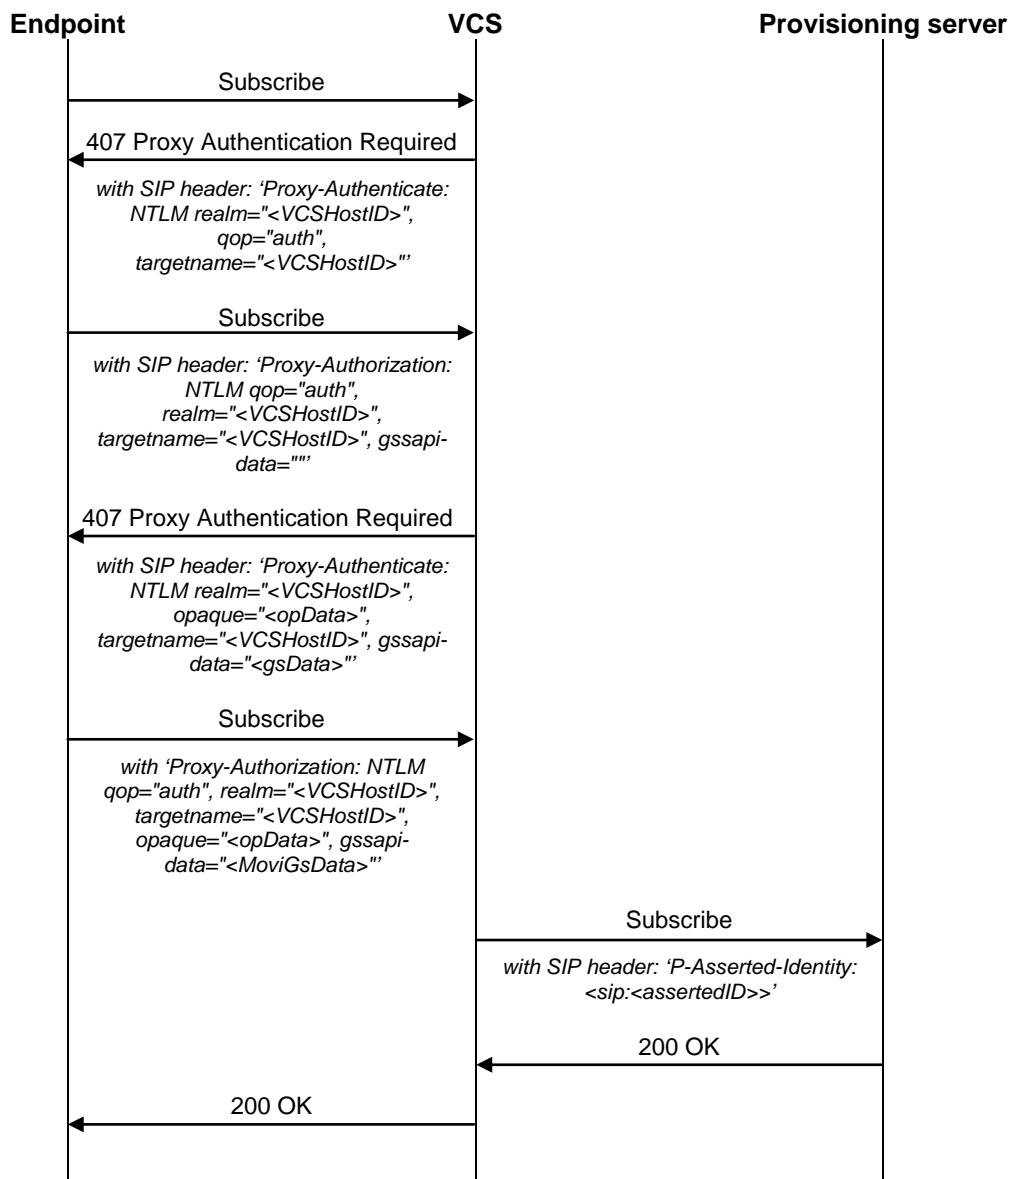 Endpoint VCS Provisioning server
Subscribe
407 Proxy Authentication Required
with SIP header: ‘Proxy-Authenticate:
NTLM realm="<VCSHostID>",
qop="auth",
targetname="<VCSHostID>"’
Subscribe
with SIP header: ‘Proxy-Authorization:
NTLM qop="auth",
realm="<VCSHostID>",
targetname="<VCSHostID>", gssapi-
data=""’
407 Proxy Authentication Required
with SIP header: ‘Proxy-Authenticate:
NTLM realm="<VCSHostID>",
opaque="<opData>",
targetname="<VCSHostID>", gssapi-
data="<gsData>"’
Subscribe
with ‘Proxy-Authorization: NTLM
qop="auth", realm="<VCSHostID>",
targetname="<VCSHostID>",
opaque="<opData>", gssapi-
data="<MoviGsData>"’
Subscribe
with SIP header: ‘P-Asserted-Identity:
<sip:<assertedID>>’
200 OK
200 OK